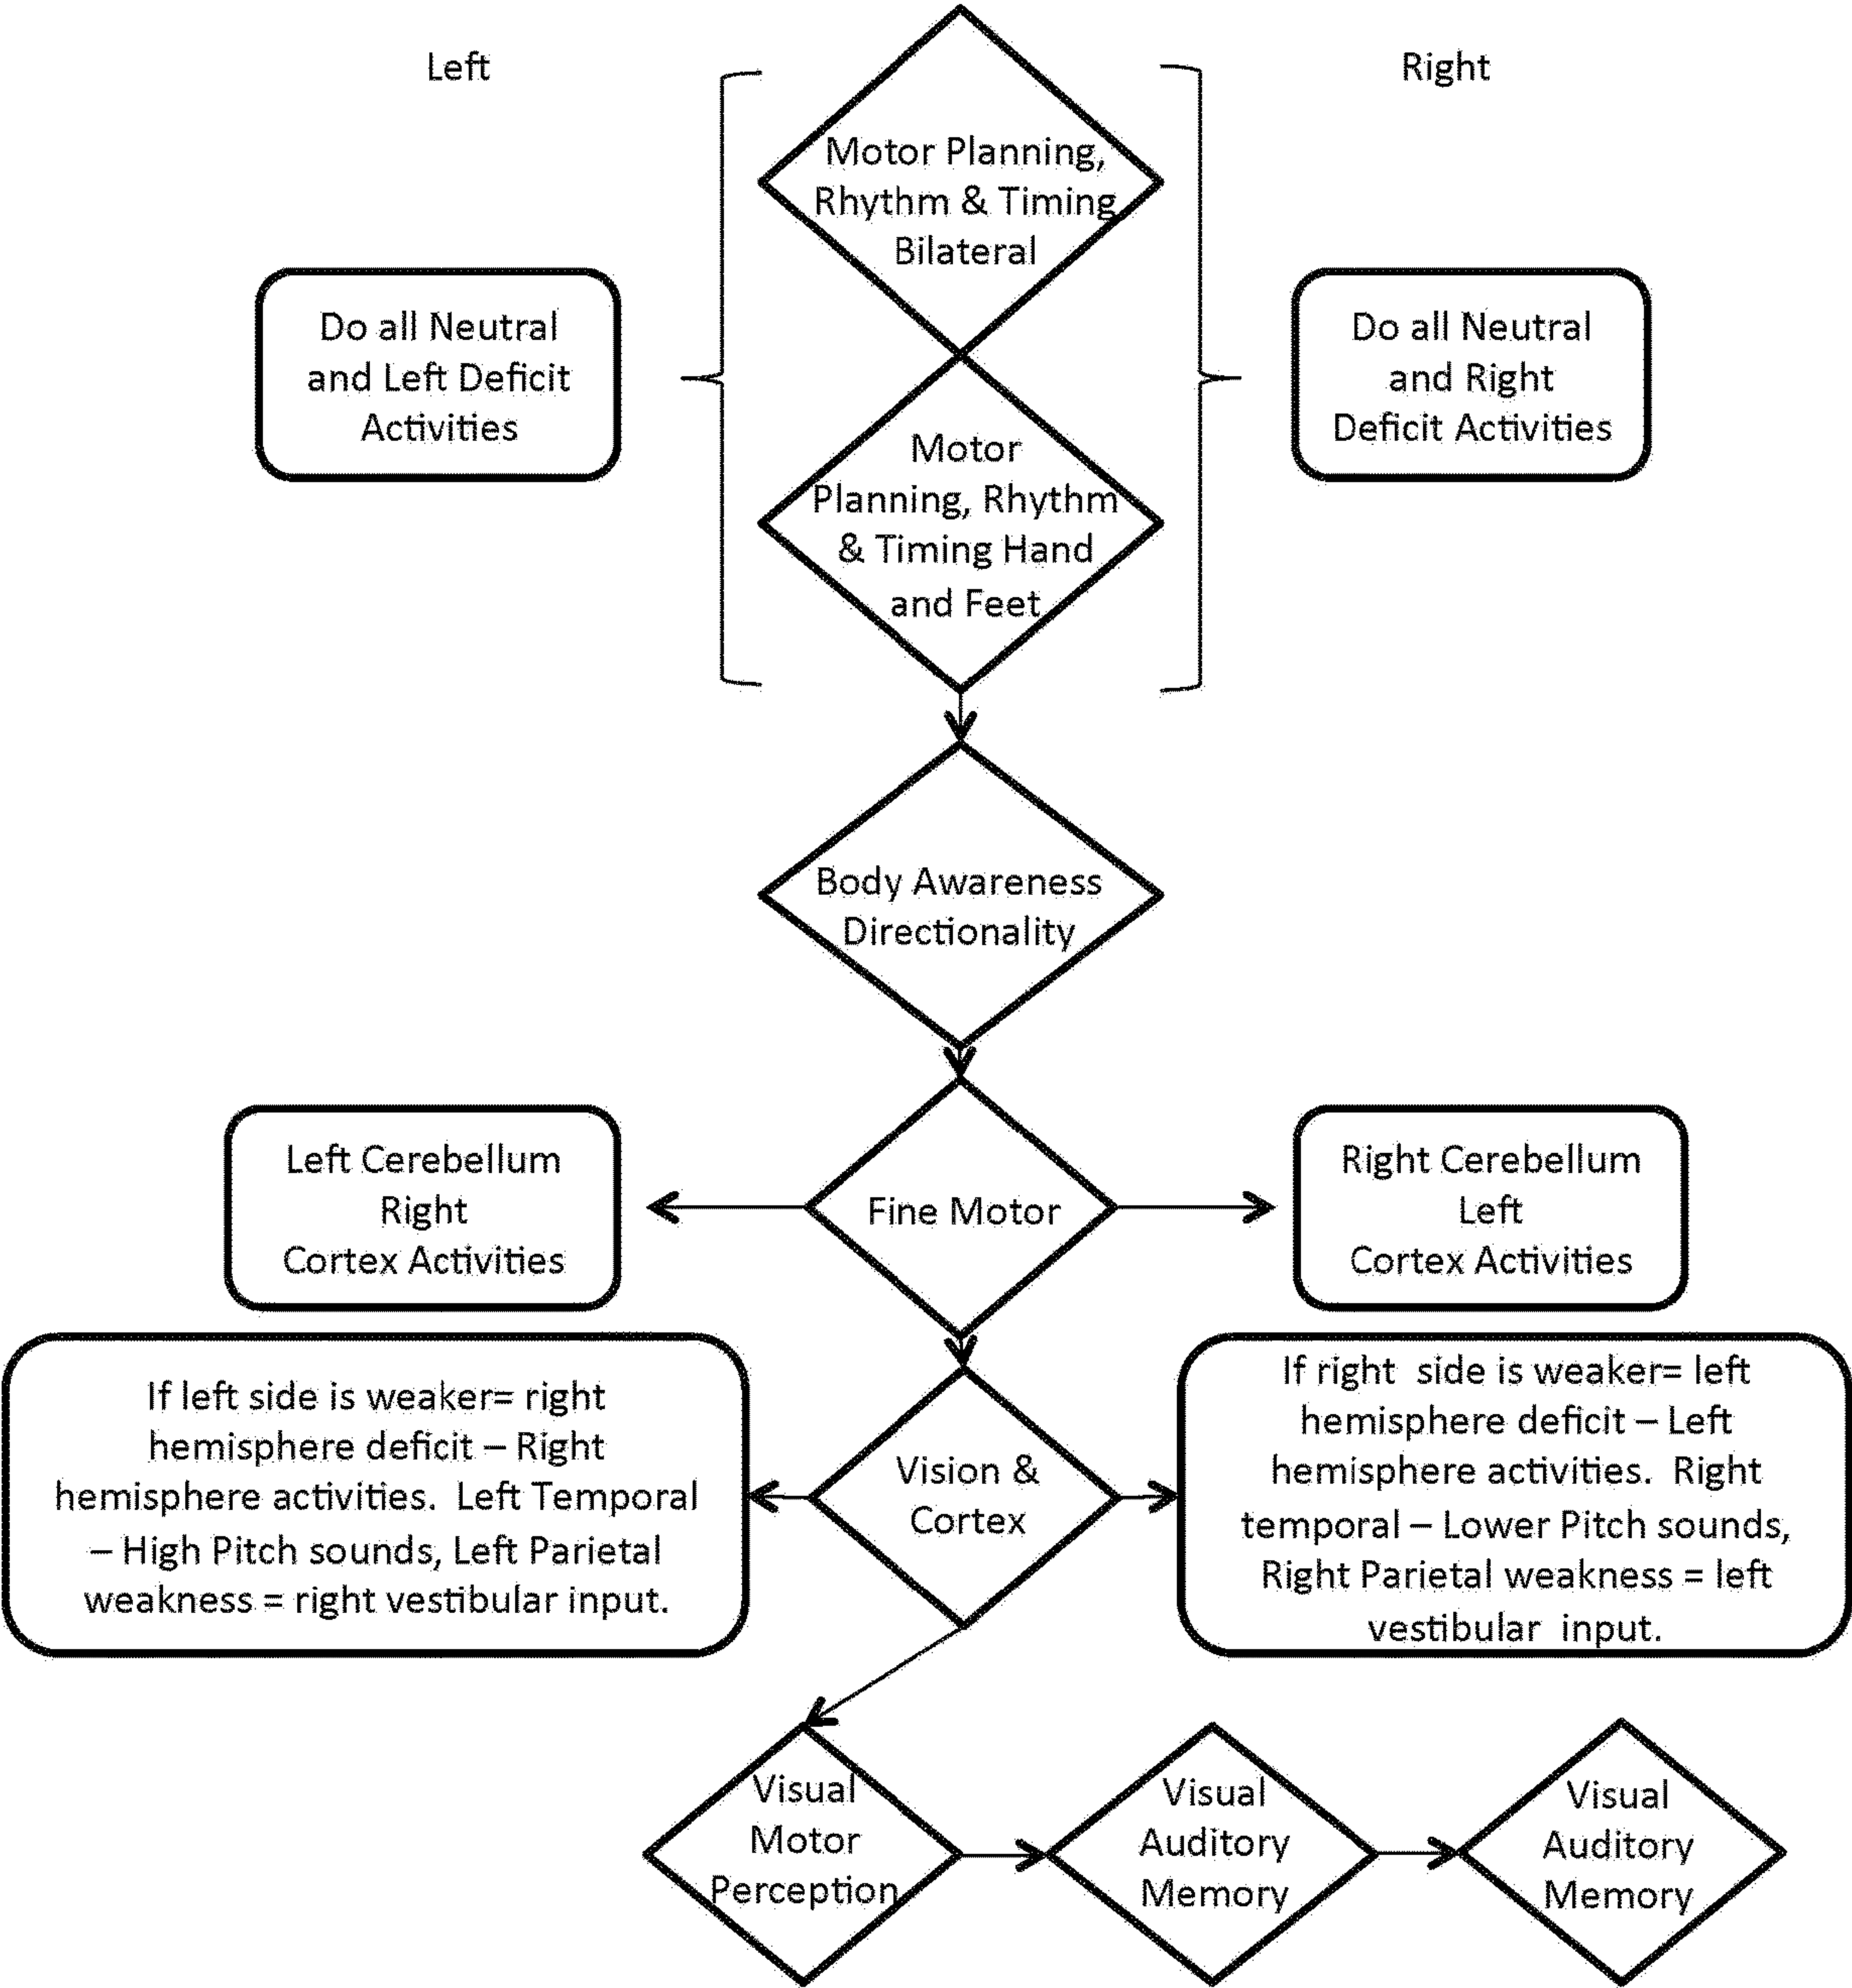 Left
Right
Motor Planning,
Rhythm & Timing
Bilateral
Do all Neutral
and Left Deficit
Activities
Do all Neutral
and Right
Deficit Activities
Motor
Planning, Rhythm
& Timing Hand
and Feet
Body Awareness
Directionality
Left Cerebellum
Right
Cortex Activities
Fine Motor
Right Cerebellum
Left
Cortex Activities
If left side is weaker= right
hemisphere deficit – Right
hemisphere activities.  Left Temporal
– High Pitch sounds, Left Parietal
weakness = right vestibular input.
Vision &
Cortex
If right  side is weaker= left
hemisphere deficit – Left
hemisphere activities.  Right
temporal – Lower Pitch sounds,
Right Parietal weakness = left
vestibular  input.
Visual
Motor
Perception
Visual
Auditory
Memory
Visual
Auditory
Memory